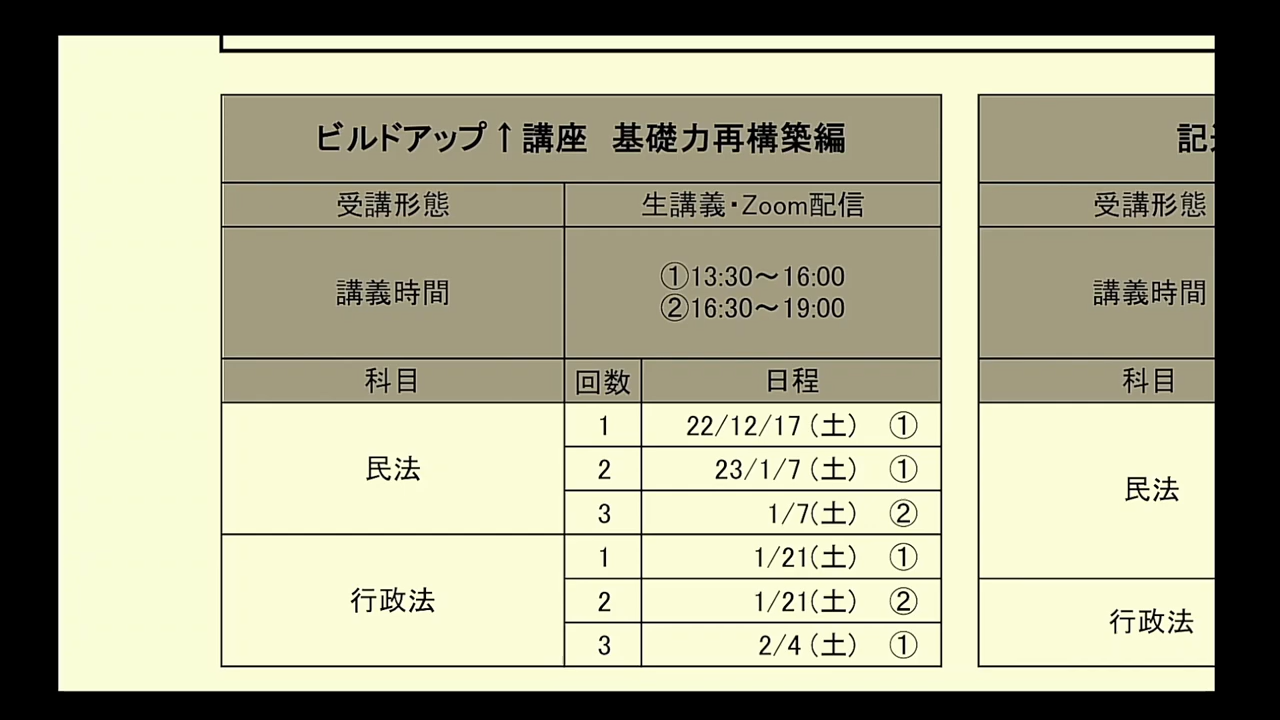 ビルドアップ↑講座 基礎力再構築編
受講形態 生講義・Zoom配信
講義時間 ①13:30～16:00
②16:30～19:00
科目 回数 日程
民法
1 22/12/17（土） ①
2 23/1/7（土） ①
3 1/7(土） ②
行政法
1 1/21(土） ①
2 1/21(土） ②
3 2/4（土） ①
記
受講形態
講義時間
科目
民法
行政法